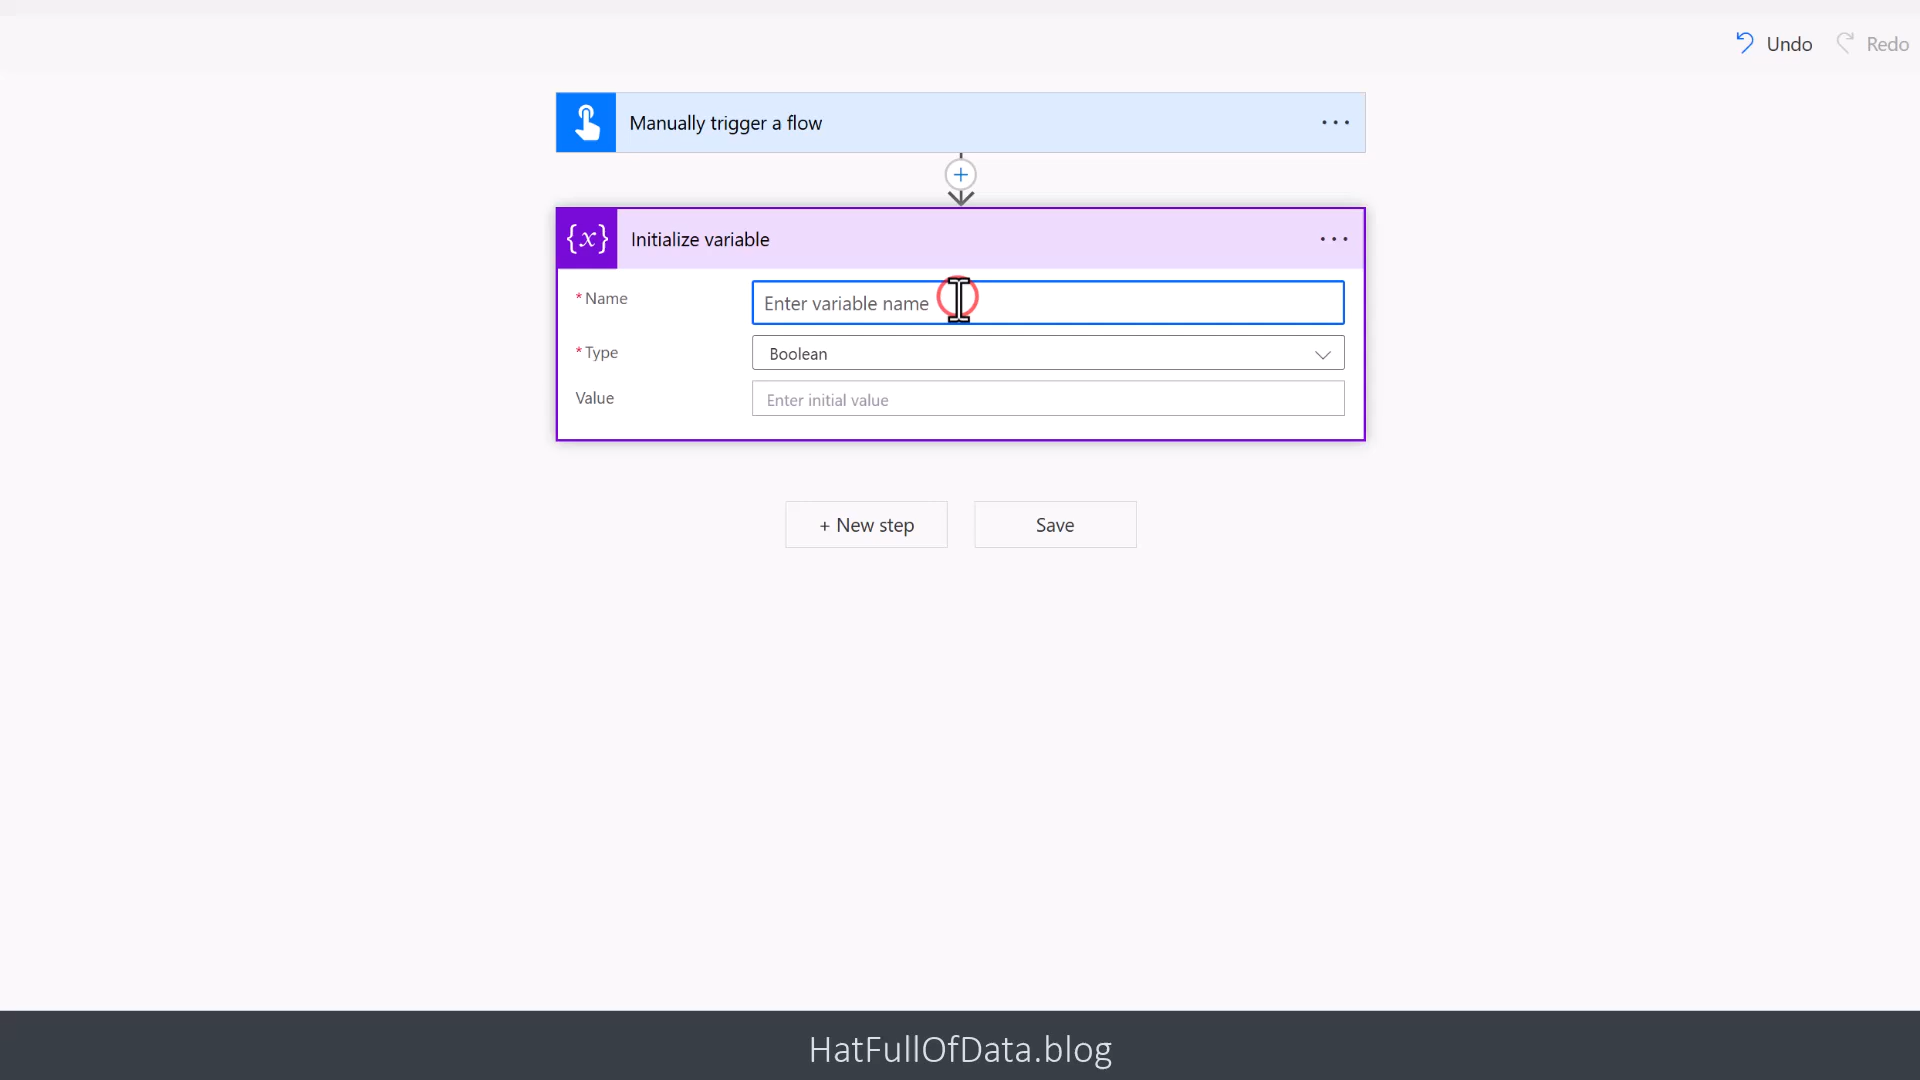 Undo Redo
Manually trigger a flow
Initialize variable
* Name
Enter variable name
* Type
Boolean
Value
Enter initial value
+ New step
Save
HatFullOfData.blog